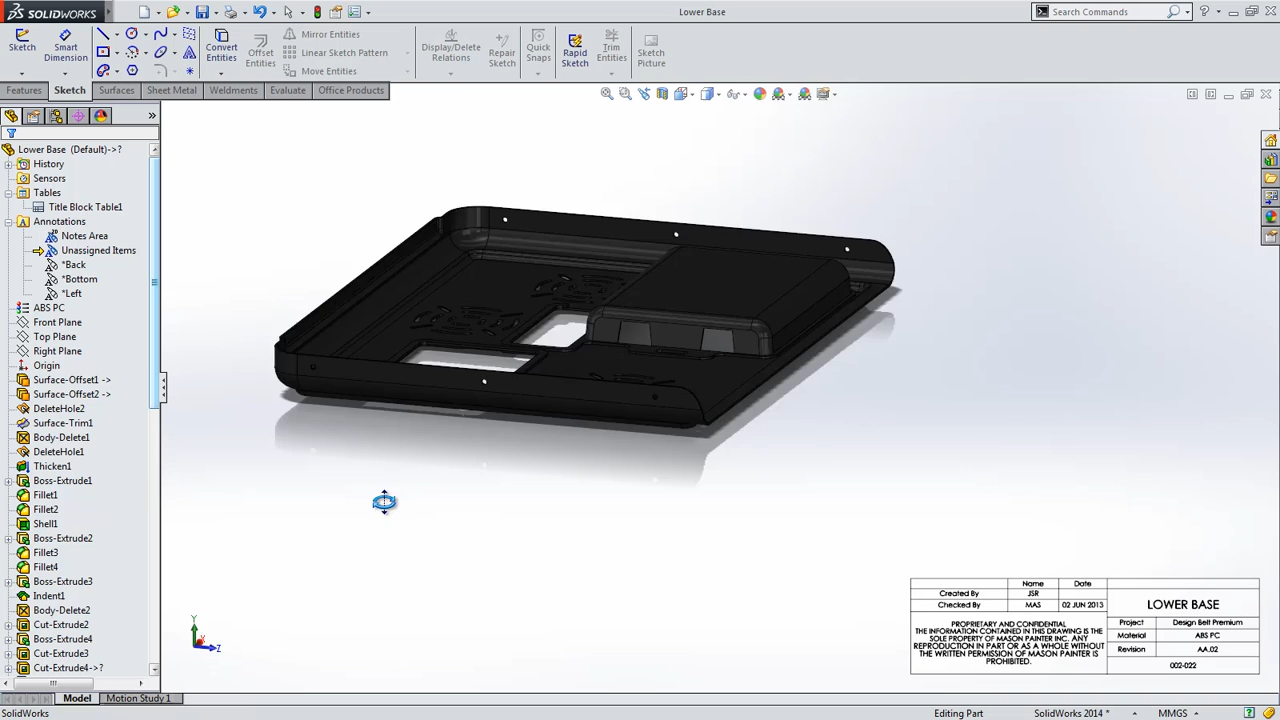 SOLIDWORKS
Lower Base
Search Commands
Sketch
Smart Dimension
Convert Entities
Offset Entities
Mirror Entities
Linear Sketch Pattern
Move Entities
Display/Delete Relations
Repair Sketch
Quick Snaps
Rapid Sketch
Trim Entities
Sketch Picture
Features
Sketch
Surfaces
Sheet Metal
Weldments
Evaluate
Office Products
Lower Base (Default)->?
History
Sensors
Tables
Title Block Table1
Annotations
Notes Area
Unassigned Items
*Back
*Bottom
*Left
ABS PC
Front Plane
Top Plane
Right Plane
Origin
Surface-Offset1 ->
Surface-Offset2 ->
DeleteHole2
Surface-Trim1
Body-Delete1
DeleteHole1
Thicken1
Boss-Extrude1
Fillet1
Fillet2
Shell1
Boss-Extrude2
Fillet3
Fillet4
Boss-Extrude3
Indent1
Body-Delete2
Cut-Extrude2
Boss-Extrude4
Cut-Extrude3
Cut-Extrude4->?
Y
X
Z
Name Date
Created By JSR
Checked By MAS 02 JUN 2013
PROPRIETARY AND CONFIDENTIAL
THE INFORMATION CONTAINED IN THIS DRAWING IS THE
SOLE PROPERTY OF MASON PAINTER INC. ANY
REPRODUCTION IN PART OR AS A WHOLE WITHOUT
THE WRITTEN PERMISSION OF MASON PAINTER IS
PROHIBITED.
LOWER BASE
Project Design Belt Premium
Material ABS PC
Revision AA.02
002-022
Model
Motion Study 1
SolidWorks
Editing Part
SolidWorks 2014 *
MMGS